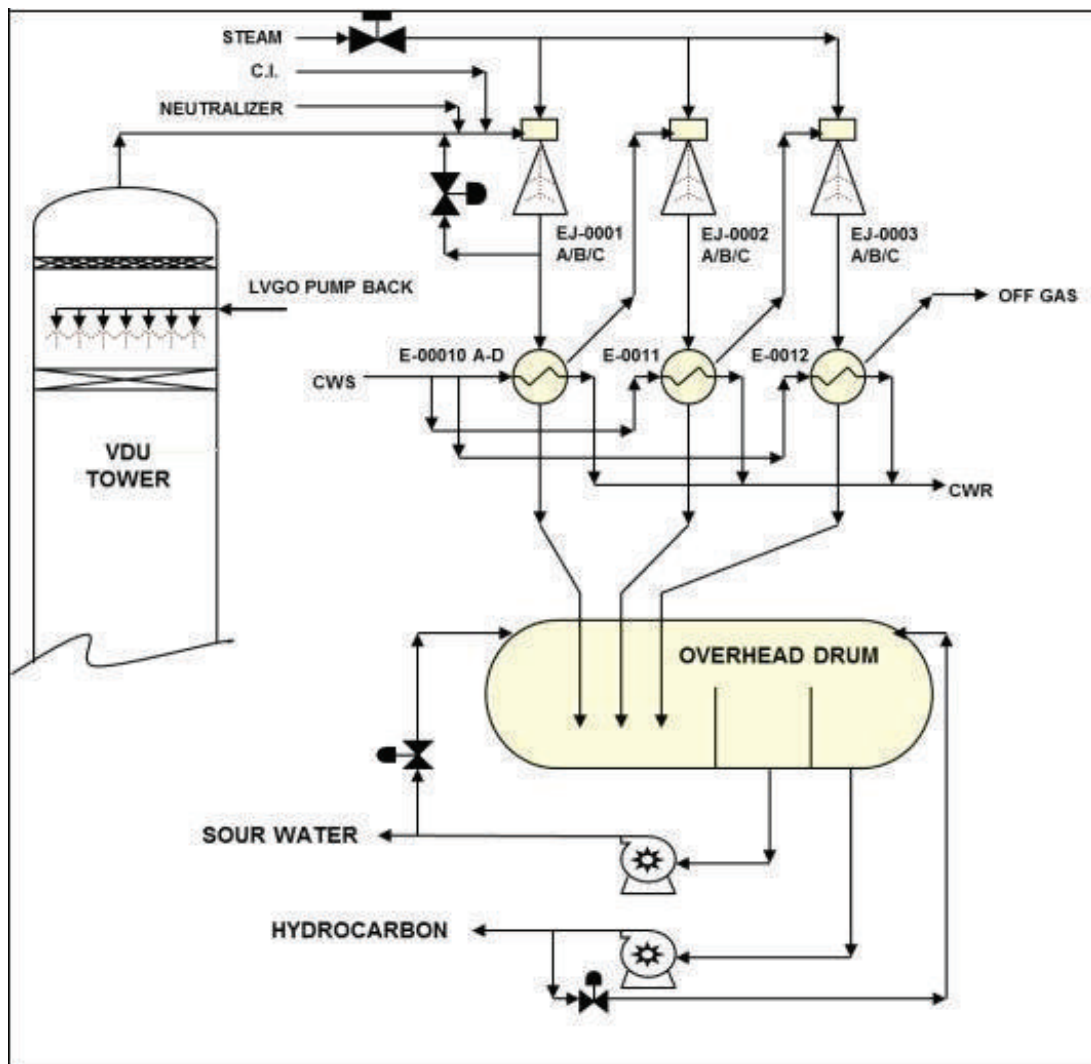 STEAM
C.I.
NEUTRALIZER
EJ-0001
A/B/C
EJ-0002
A/B/C
EJ-0003
A/B/C
LVGO PUMP BACK
OFF GAS
E-00010 A-D
E-0011
E-0012
CWS
VDU
TOWER
CWR
OVERHEAD DRUM
SOUR WATER
HYDROCARBON